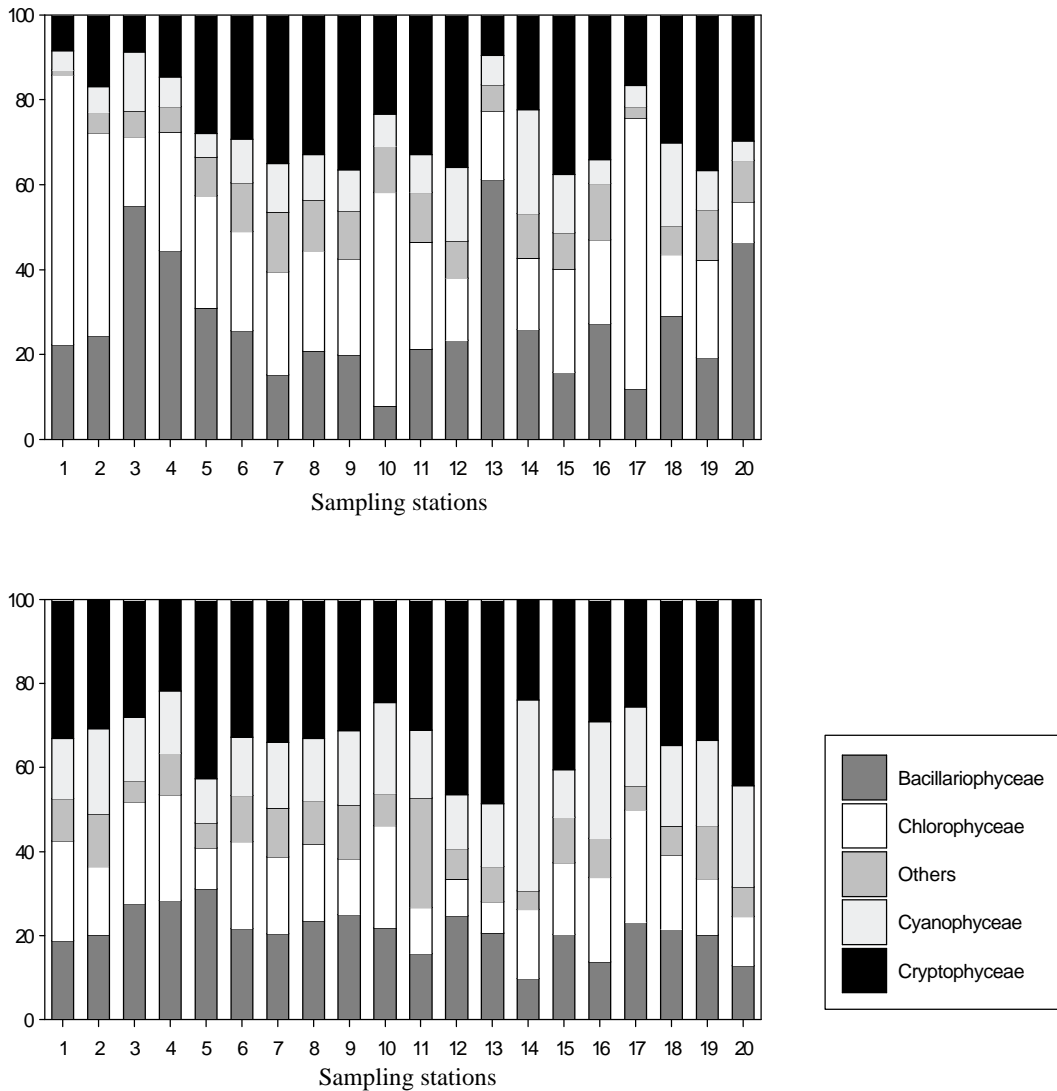 100
80
60
40
20
0
1 2 3 4 5 6 7 8 9 10 11 12 13 14 15 16 17 18 19 20
Sampling stations
100
80
60
40
20
0
1 2 3 4 5 6 7 8 9 10 11 12 13 14 15 16 17 18 19 20
Sampling stations
Bacillariophyceae
Chlorophyceae
Others
Cyanophyceae
Cryptophyceae